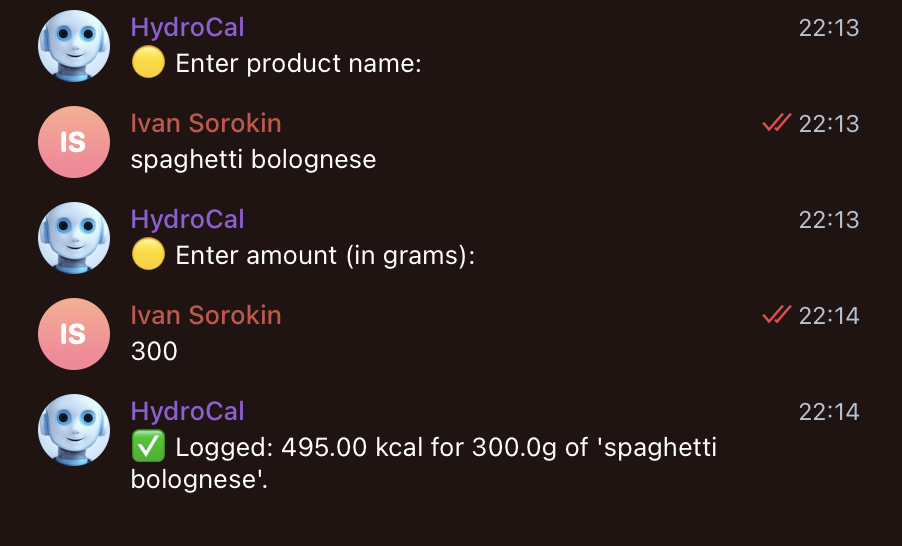 HydroCal 22:13
🟡 Enter product name:
IS
Ivan Sorokin 22:13
spaghetti bolognese
HydroCal 22:13
🟡 Enter amount (in grams):
IS
Ivan Sorokin 22:14
300
HydroCal 22:14
✅ Logged: 495.00 kcal for 300.0g of 'spaghetti
bolognese'.